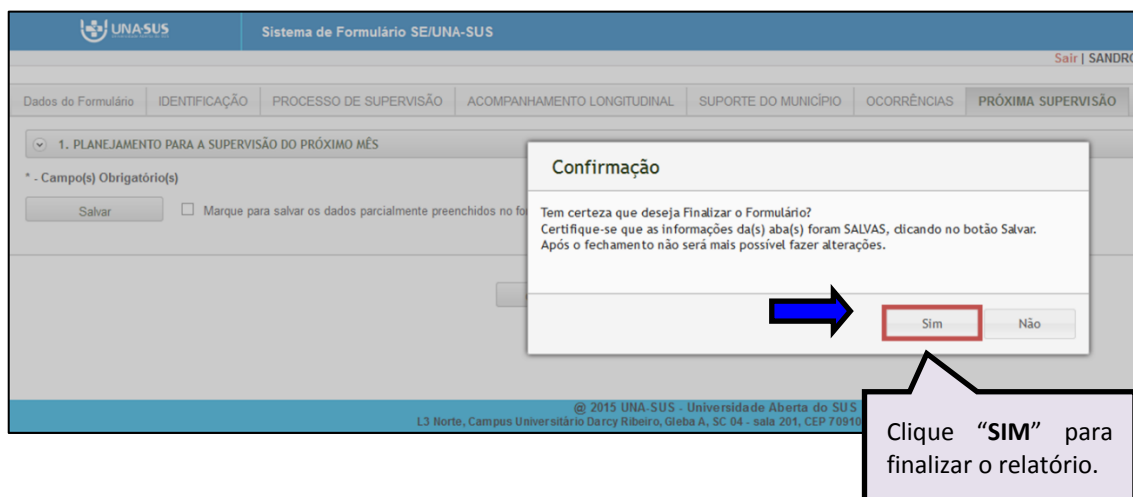 UNA-SUS
Sistema de Formulário SE/UNA-SUS
Sair | SANDRO
Dados do Formulário IDENTIFICAÇÃO PROCESSO DE SUPERVISÃO ACOMPANHAMENTO LONGITUDINAL SUPORTE DO MUNICÍPIO OCORRÊNCIAS PRÓXIMA SUPERVISÃO
1. PLANEJAMENTO PARA A SUPERVISÃO DO PRÓXIMO MÊS
* - Campo(s) Obrigatório(s)
Salvar Marque para salvar os dados parcialmente preenchidos no
Confirmação
Tem certeza que deseja Finalizar o Formulário?
Certifique-se que as informações da(s) aba(s) foram SALVAS, clicando no botão Salvar.
Após o fechamento não será mais possível fazer alterações.
Sim Não
@ 2015 UNA-SUS - Universidade Aberta do SUS
L3 Norte, Campus Universitário Darcy Ribeiro, Gleba A, SC 04 - sala 201, CEP 70910
Clique “SIM” para
finalizar o relatório.